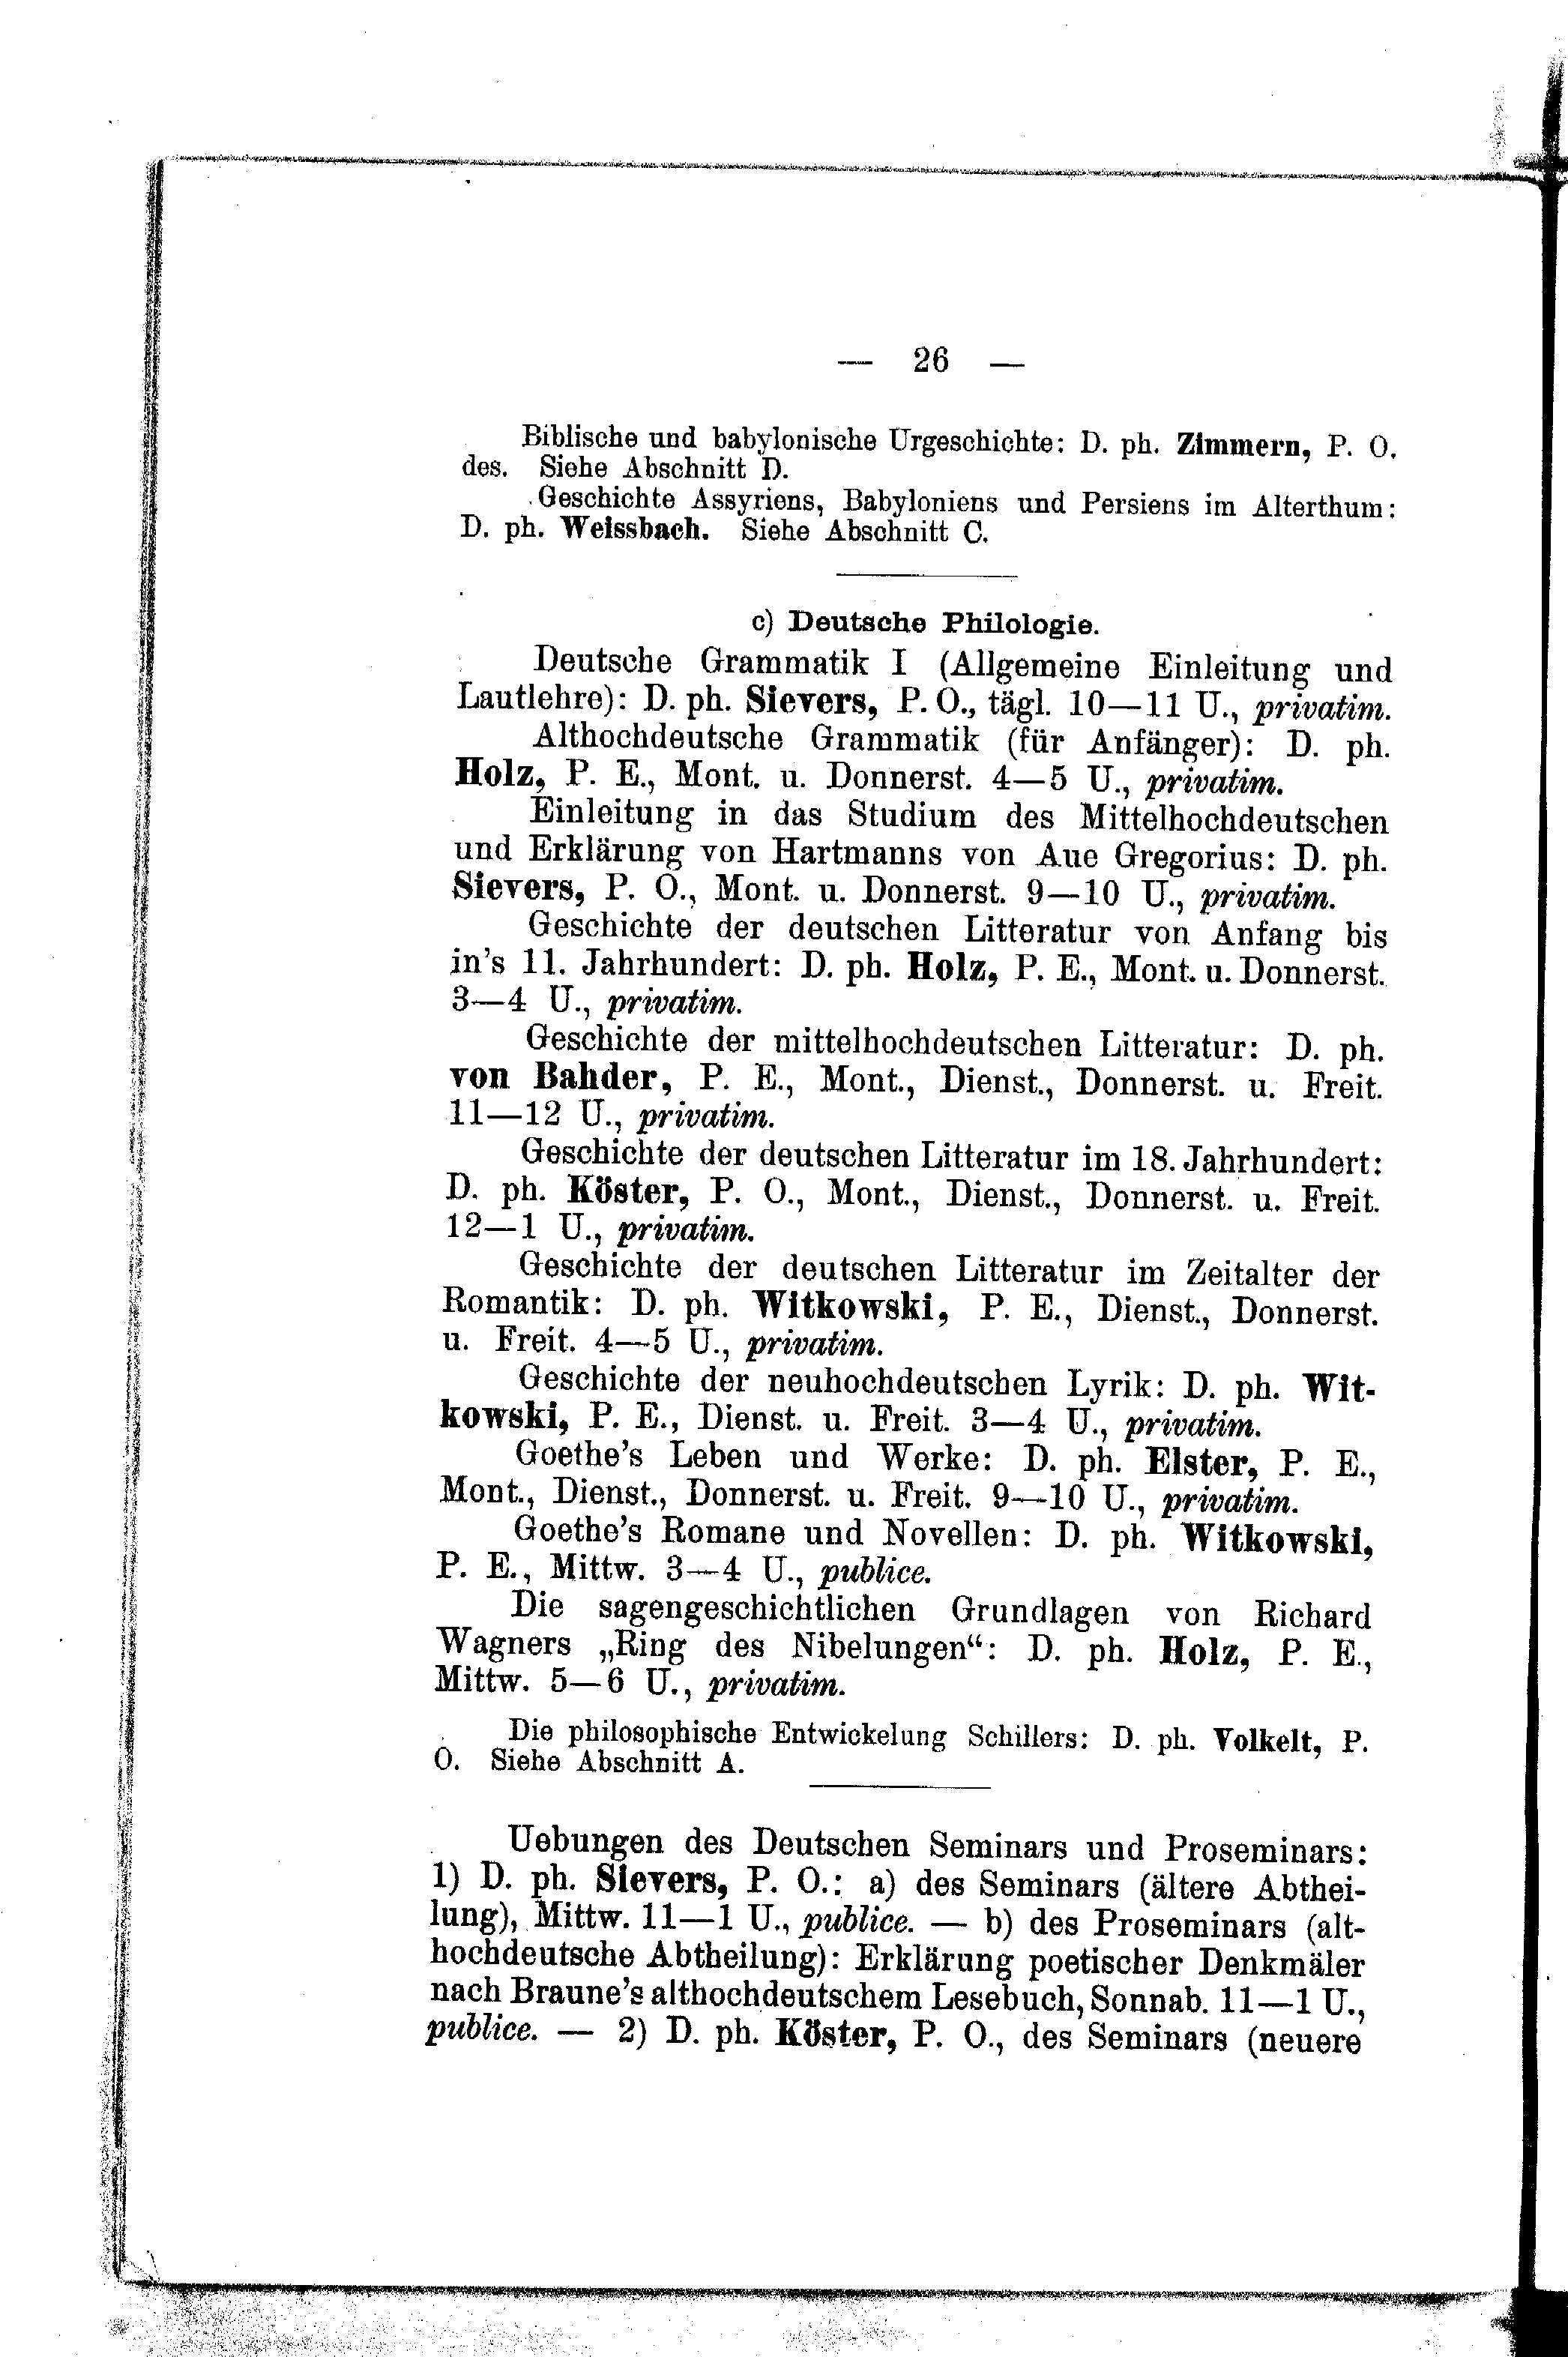 — 26 —
Biblische und babylonische Urgeschichte: D. ph. Zimmern, P. O.
des. Siehe Abschnitt D.
Geschichte Assyriens, Babyloniens und Persiens im Alterthum:
D. ph. Weissbach. Siehe Abschnitt C.
c) Deutsche Philologie.
Deutsche Grammatik I (Allgemeine Einleitung und
Lautlehre): D. ph. Sievers, P. O., tägl. 10—11 U., privatim.
Althochdeutsche Grammatik (für Anfänger): D. ph.
Holz, P. E., Mont. u. Donnerst. 4—5 U., privatim.
Einleitung in das Studium des Mittelhochdeutschen
und Erklärung von Hartmanns von Aue Gregorius: D. ph.
Sievers, P. O., Mont. u. Donnerst. 9—10 U., privatim.
Geschichte der deutschen Litteratur von Anfang bis
in's 11. Jahrhundert: D. ph. Holz, P. E., Mont. u. Donnerst.
3—4 U., privatim.
Geschichte der mittelhochdeutschen Litteratur: D. ph.
von Bahder, P. E., Mont., Dienst., Donnerst. u. Freit.
11—12 U., privatim.
Geschichte der deutschen Litteratur im 18. Jahrhundert:
D. ph. Köster, P. O., Mont., Dienst., Donnerst. u. Freit.
12—1 U., privatim.
Geschichte der deutschen Litteratur im Zeitalter der
Romantik: D. ph. Witkowski, P. E., Dienst., Donnerst.
u. Freit. 4—5 U., privatim.
Geschichte der neuhochdeutschen Lyrik: D. ph. Wit-
kowski, P. E., Dienst. u. Freit. 3—4 U., privatim.
Goethe's Leben und Werke: D. ph. Elster, P. E.,
Mont., Dienst., Donnerst. u. Freit. 9—10 U., privatim.
Goethe's Romane und Novellen: D. ph. Witkowski,
P. E., Mittw. 3—4 U., publice.
Die sagengeschichtlichen Grundlagen von Richard
Wagners „Ring des Nibelungen“: D. ph. Holz, P. E.,
Mittw. 5—6 U., privatim.
Die philosophische Entwickelung Schillers: D. ph. Volkelt, P.
O. Siehe Abschnitt A.
Uebungen des Deutschen Seminars und Proseminars:
1) D. ph. Sievers, P. O.: a) des Seminars (ältere Abthei-
lung), Mittw. 11—1 U., publice. — b) des Proseminars (alt-
hochdeutsche Abtheilung): Erklärung poetischer Denkmäler
nach Braune's althochdeutschem Lesebuch, Sonnab. 11—1 U.,
publice. — 2) D. ph. Köster, P. O., des Seminars (neuere